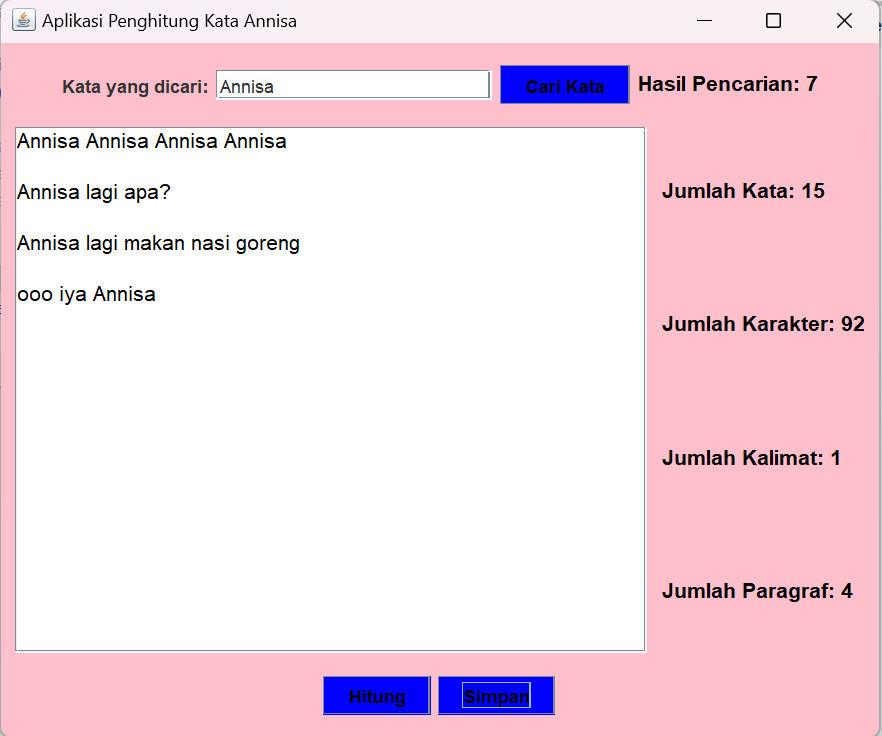 Aplikasi Penghitung Kata Annisa
Kata yang dicari: Annisa Cari Kata Hasil Pencarian: 7
Annisa Annisa Annisa Annisa
Annisa lagi apa?
Annisa lagi makan nasi goreng
ooo iya Annisa
Jumlah Kata: 15
Jumlah Karakter: 92
Jumlah Kalimat: 1
Jumlah Paragraf: 4
Hitung Simpan